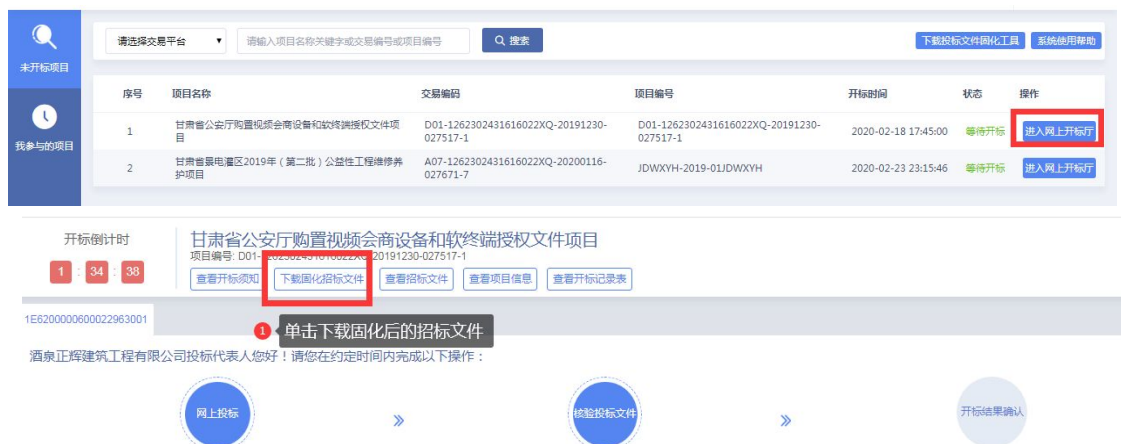 未开标项目
我参与的项目
请选择交易平台 ▼ 请输入项目名称关键字或交易编号或项目编号 搜索 下载投标文件固化工具 系统使用帮助
序号 项目名称 交易编码 项目编号 开标时间 状态 操作
1 甘肃省公安厅购置视频会商设备和软终端授权文件项目 D01-1262302431616022XQ-20191230-027517-1 D01-1262302431616022XQ-20191230-027517-1 2020-02-18 17:45:00 等待开标 进入网上开标厅
2 甘肃省景电灌区2019年(第二批)公益性工程维修养护项目 A07-1262302431616022XQ-20200116-027671-7 JDWXYH-2019-01JDWXYH 2020-02-23 23:15:46 等待开标 进入网上开标厅
开标倒计时
1 : 34 : 38
甘肃省公安厅购置视频会商设备和软终端授权文件项目
项目编号: D01-1262302431616022XQ-20191230-027517-1
查看开标须知 下载固化招标文件 查看招标文件 查看项目信息 查看开标记录表
1E6200000600022963001
1 单击下载固化后的招标文件
酒泉正辉建筑工程有限公司投标代表人您好!请您在约定时间内完成以下操作:
网上投标 » 核验投标文件 » 开标结果确认